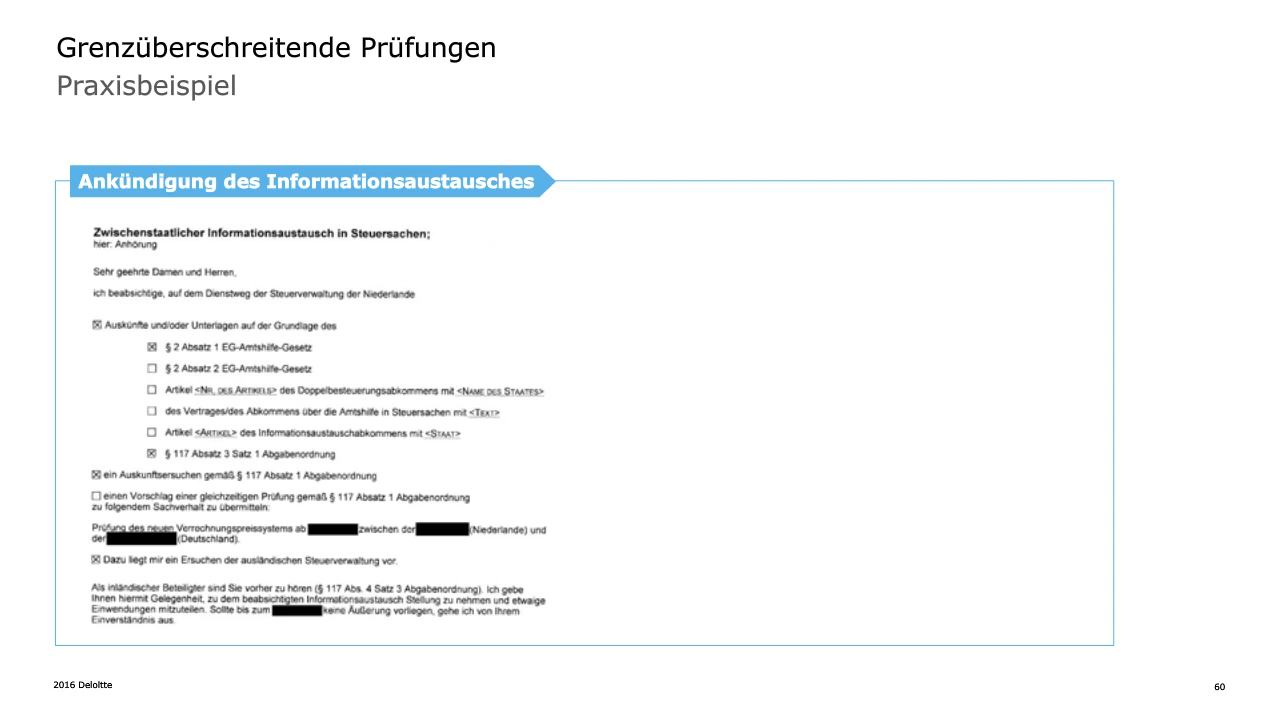 Grenzüberschreitende Prüfungen
Praxisbeispiel
Ankündigung des Informationsaustausches
Zwischenstaatlicher Informationsaustausch in Steuersachen;
hier: Anhörung
Sehr geehrte Damen und Herren,
ich beabsichtige, auf dem Dienstweg der Steuerverwaltung der Niederlande
☒ Auskünfte und/oder Unterlagen auf der Grundlage des
☒ § 2 Absatz 1 EG-Amtshilfe-Gesetz
☐ § 2 Absatz 2 EG-Amtshilfe-Gesetz
☐ Artikel <NR. DES ARTIKELS> des Doppelbesteuerungsabkommens mit <NAME DES STAATES>
☐ des Vertrages/des Abkommens über die Amtshilfe in Steuersachen mit <TEXT>
☐ Artikel <ARTIKEL> des Informationsaustauschabkommens mit <STAAT>
☒ § 117 Absatz 3 Satz 1 Abgabenordnung
☒ ein Auskunftsersuchen gemäß § 117 Absatz 1 Abgabenordnung
☐ einen Vorschlag einer gleichzeitigen Prüfung gemäß § 117 Absatz 1 Abgabenordnung
zu folgendem Sachverhalt zu übermitteln:
Prüfung des neuen Verrechnungspreissystems ab zwischen der (Niederlande) und
der (Deutschland).
☒ Dazu liegt mir ein Ersuchen der ausländischen Steuerverwaltung vor.
Als inländischer Beteiligter sind Sie vorher zu hören (§ 117 Abs. 4 Satz 3 Abgabenordnung). Ich gebe
Ihnen hiermit Gelegenheit, zu dem beabsichtigten Informationsaustausch Stellung zu nehmen und etwaige
Einwendungen mitzuteilen. Sollte bis zum keine Äußerung vorliegen, gehe ich von Ihrem
Einverständnis aus.
2016 Deloitte
60